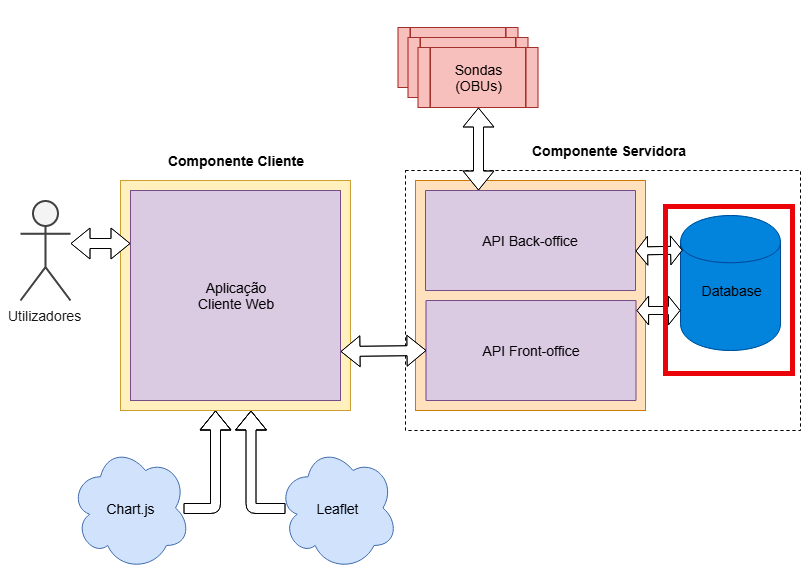 Sondas
(OBUs)
Componente Servidora
Componente Cliente
API Back-office
Aplicação
Cliente Web
Database
Utilizadores
API Front-office
Chart.js
Leaflet